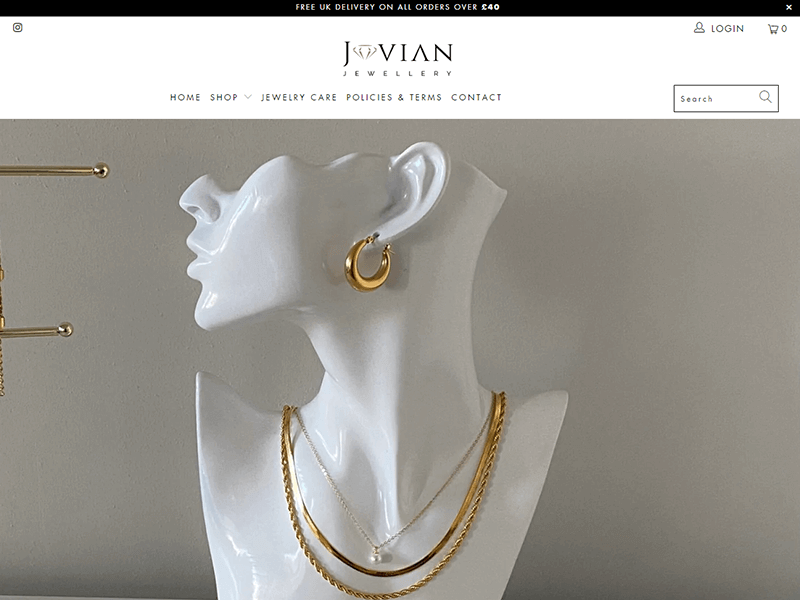 FREE UK DELIVERY ON ALL ORDERS OVER £40
LOGIN
0
JOVIAN
JEWELLERY
HOME SHOP JEWELRY CARE POLICIES & TERMS CONTACT
Search